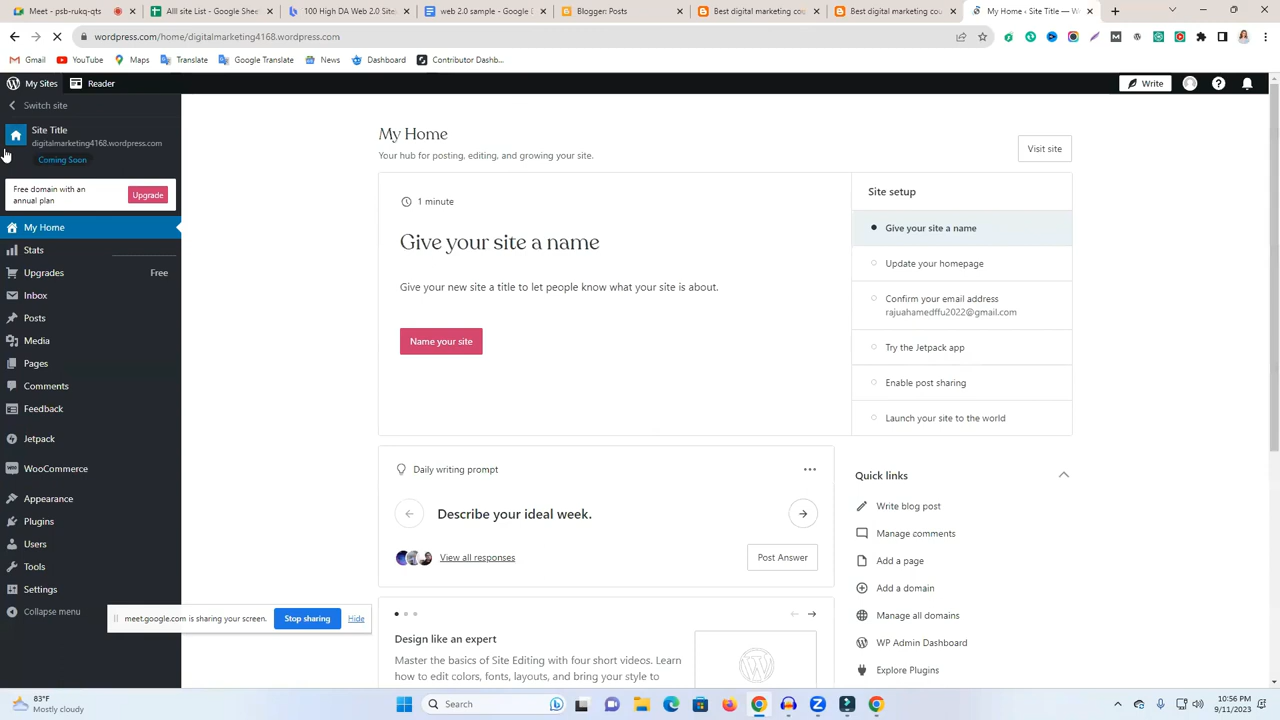 Meet - psb-rukq-qts
All site List - Google Sheet
100 High DA Web 2.0 Sites
web 2.0 sample - Google D
Blogger: Posts
Best digital marketing cou
Best digital marketing cou
My Home ‹ Site Title — W
wordpress.com/home/digitalmarketing4168.wordpress.com
Gmail
YouTube
Maps
Translate
Google Translate
News
Dashboard
Contributor Dashb...
My Sites
Reader
Write
Switch site
Site Title
digitalmarketing4168.wordpress.com
Coming Soon
Free domain with an
annual plan
Upgrade
My Home
Stats
Upgrades
Free
Inbox
Posts
Media
Pages
Comments
Feedback
Jetpack
WooCommerce
Appearance
Plugins
Users
Tools
Settings
Collapse menu
My Home
Your hub for posting, editing, and growing your site.
Visit site
1 minute
Give your site a name
Give your new site a title to let people know what your site is about.
Name your site
Site setup
Give your site a name
Update your homepage
Confirm your email address
rajuahamedffu2022@gmail.com
Try the Jetpack app
Enable post sharing
Launch your site to the world
Daily writing prompt
Describe your ideal week.
View all responses
Post Answer
Design like an expert
Master the basics of Site Editing with four short videos. Learn
how to edit colors, fonts, layouts, and bring your style to
Quick links
Write blog post
Manage comments
Add a page
Add a domain
Manage all domains
WP Admin Dashboard
Explore Plugins
meet.google.com is sharing your screen.
Stop sharing
Hide
83°F
Mostly cloudy
Search
10:56 PM
9/11/2023